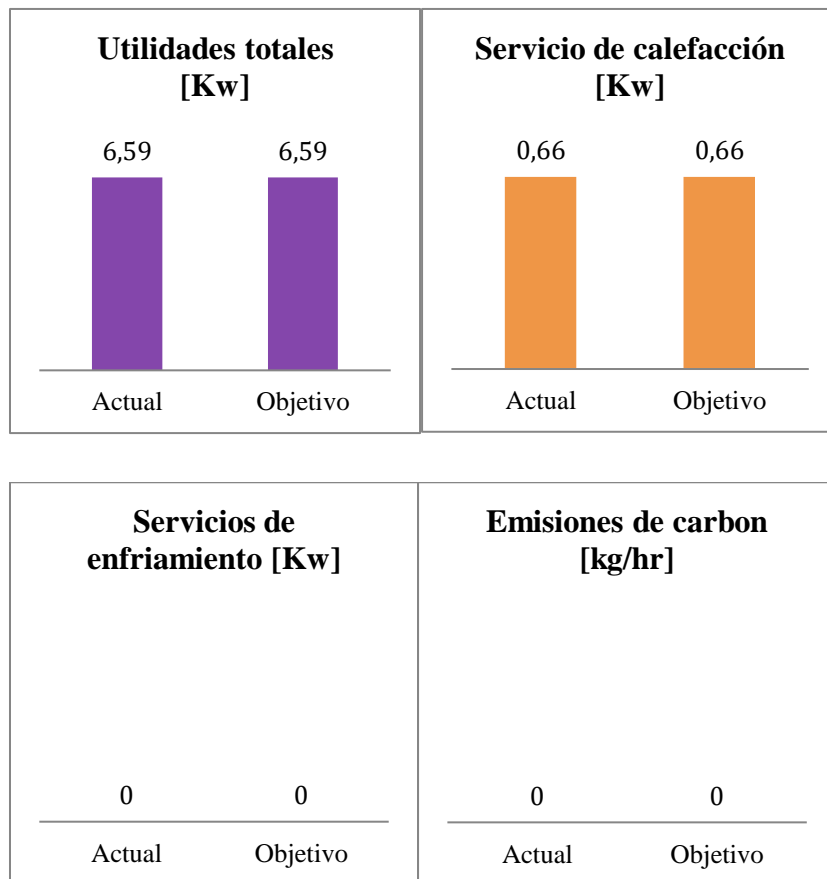 Utilidades totales
[Kw]
6,59
6,59
Actual
Objetivo
Servicio de calefacción
[Kw]
0,66
0,66
Actual
Objetivo
Servicios de
enfriamiento [Kw]
0
0
Actual
Objetivo
Emisiones de carbon
[kg/hr]
0
0
Actual
Objetivo